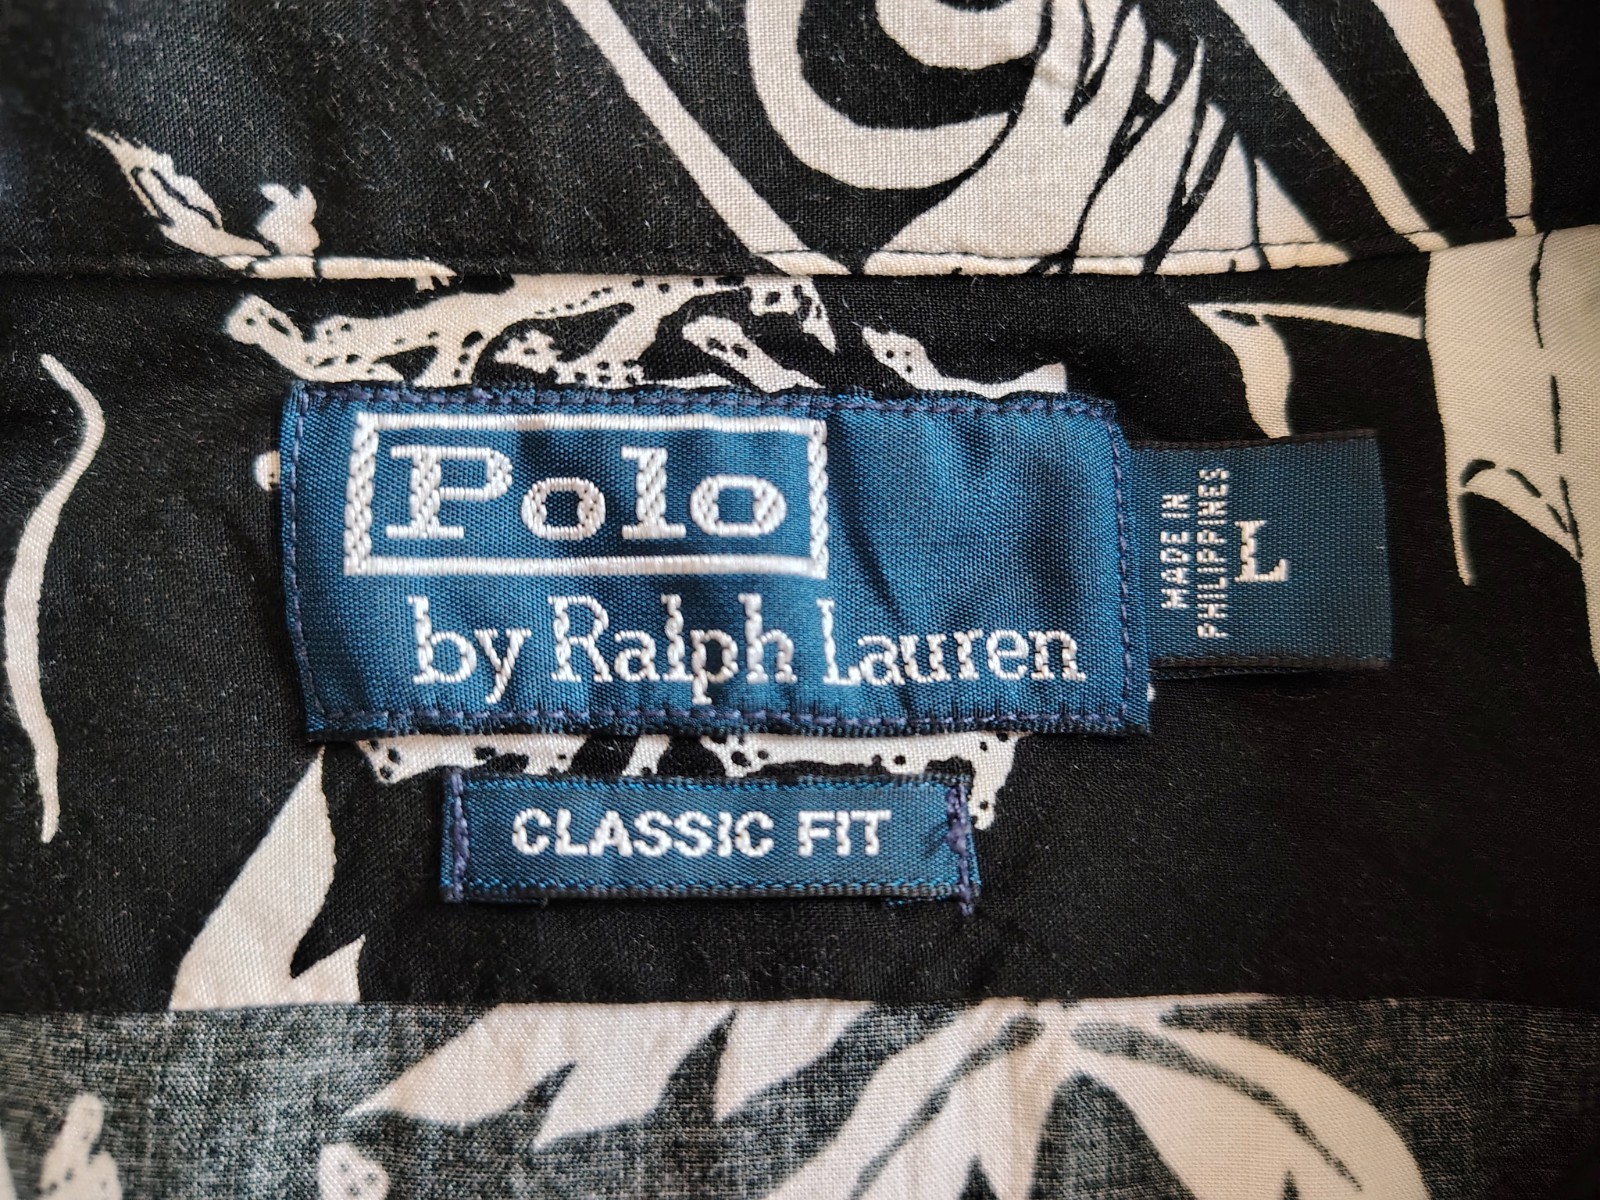 Polo
by Ralph Lauren
MADE IN
PHILIPPINES
L
CLASSIC FIT